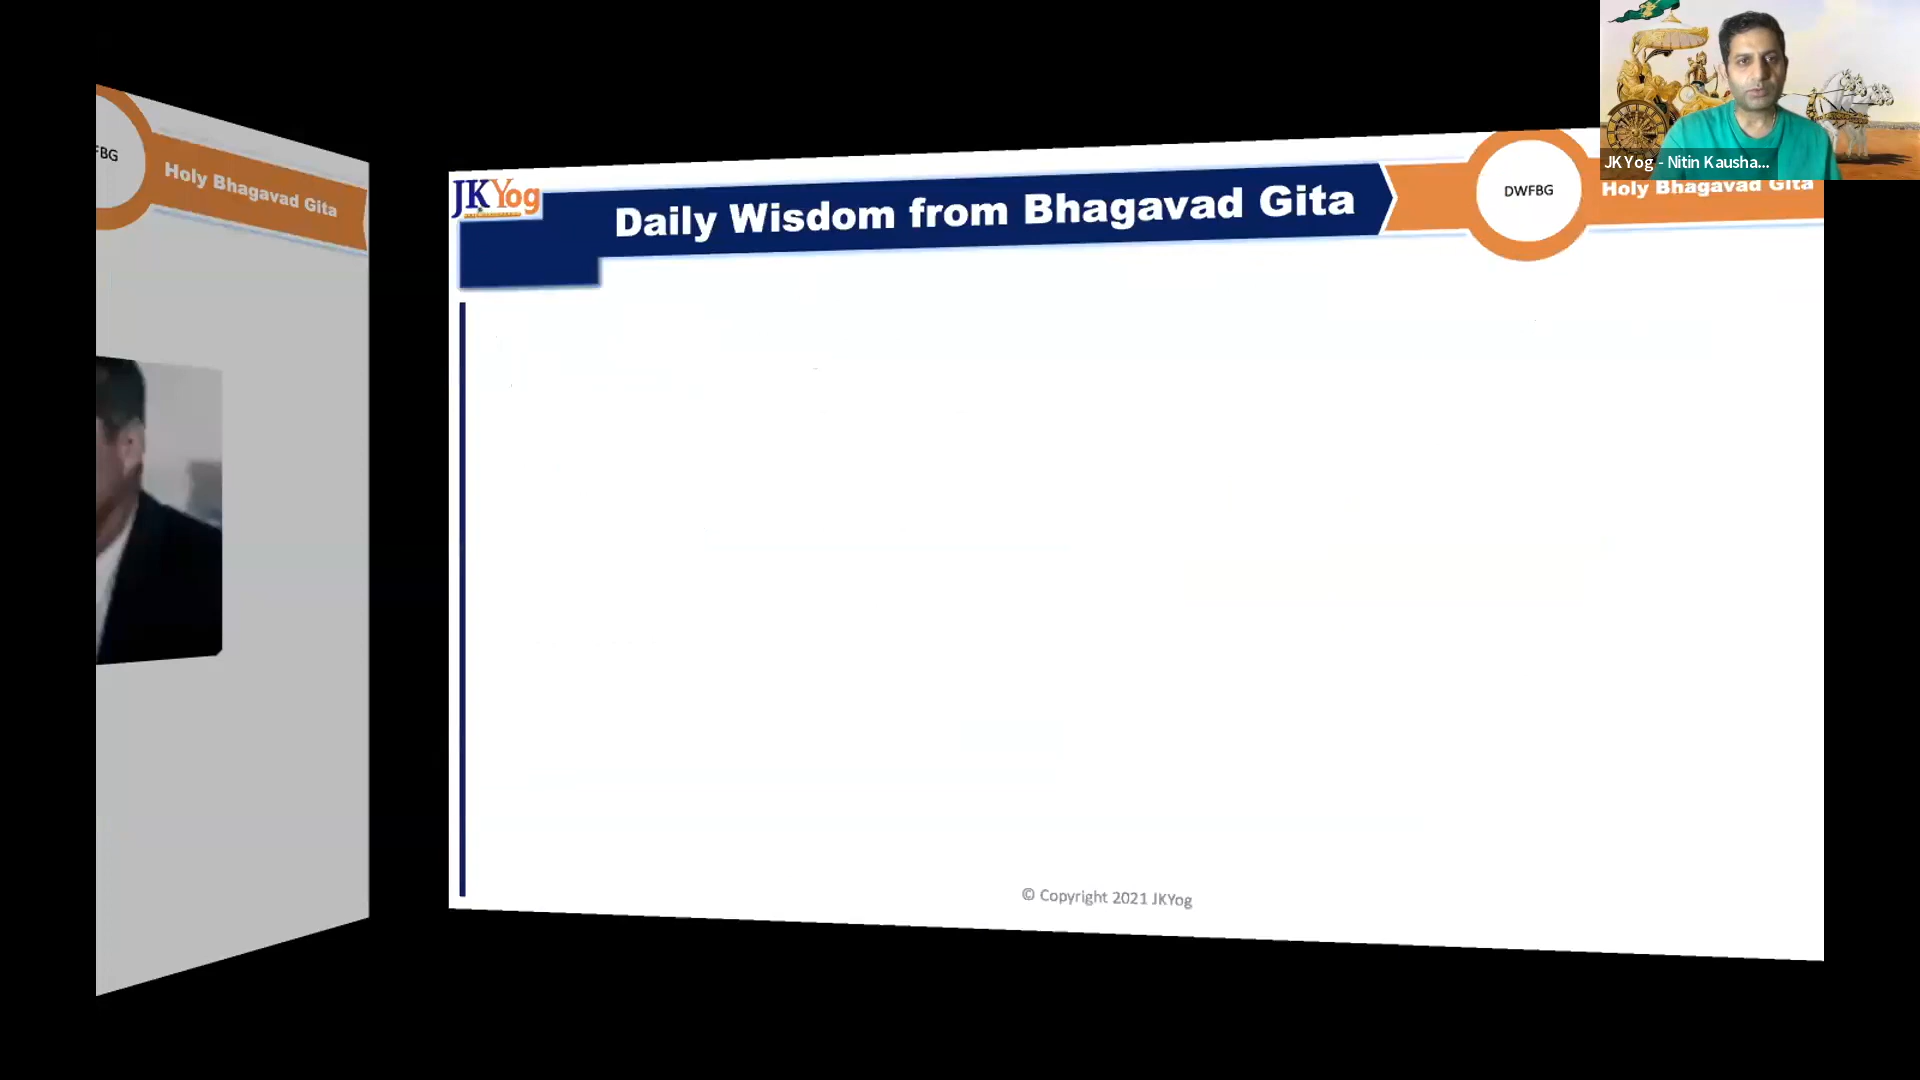 FBG
Holy Bhagavad Gita
JKYog
Daily Wisdom from Bhagavad Gita
DWFBG
Holy Bhagavad Gita
JK Yog - Nitin Kausha...
© Copyright 2021 JKYog